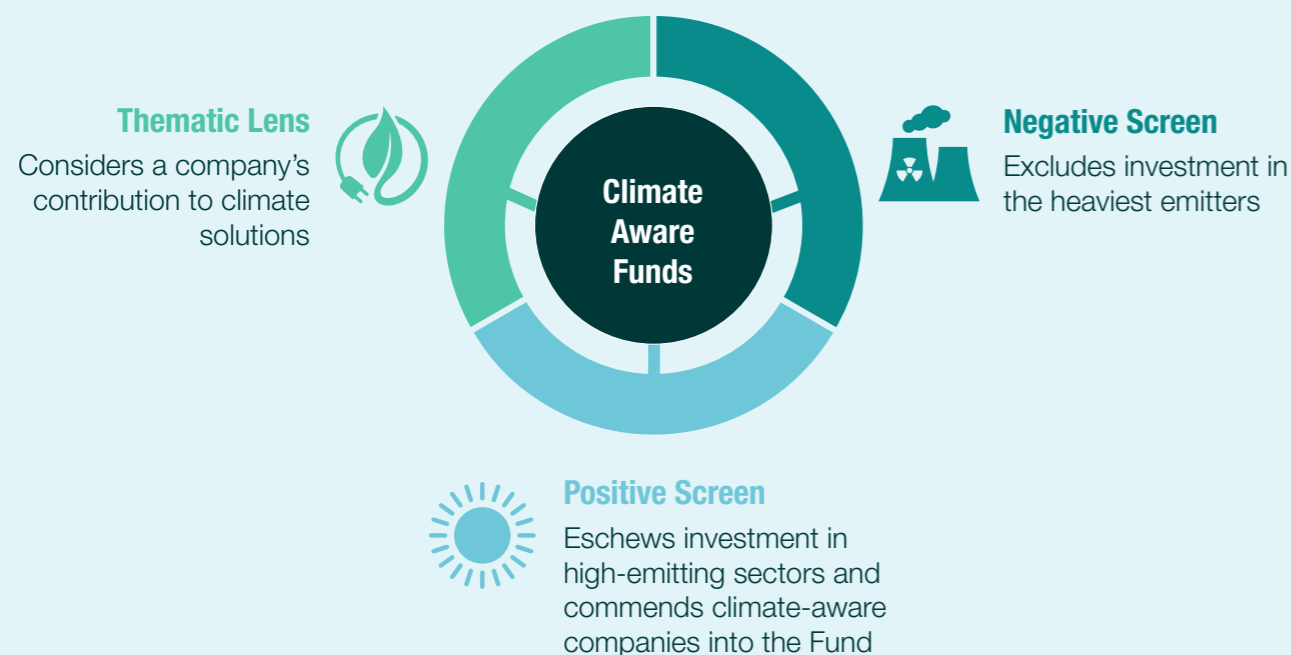 Thematic Lens
Considers a company’s
contribution to climate
solutions
Climate
Aware
Funds
Negative Screen
Excludes investment in
the heaviest emitters
Positive Screen
Eschews investment in
high-emitting sectors and
commends climate-aware
companies into the Fund